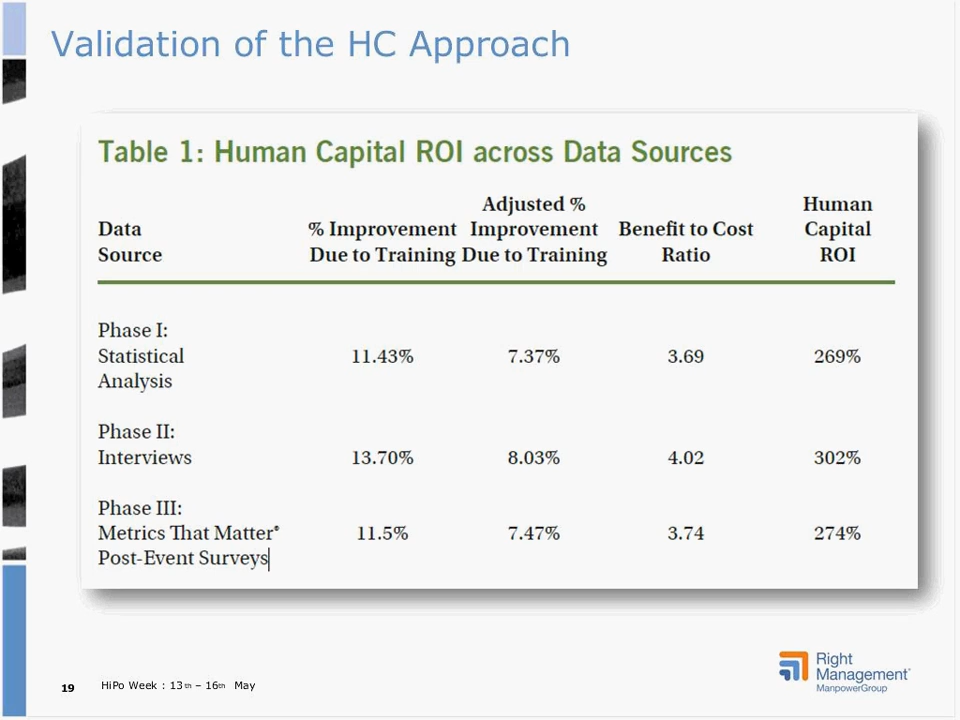 Validation of the HC Approach
Table 1: Human Capital ROI across Data Sources
Data Source
% Improvement Due to Training
Adjusted % Improvement Due to Training
Benefit to Cost Ratio
Human Capital ROI
Phase I:
Statistical 11.43% 7.37% 3.69 269%
Analysis
Phase II:
Interviews 13.70% 8.03% 4.02 302%
Phase III:
Metrics That Matter® 11.5% 7.47% 3.74 274%
Post-Event Surveys
19 HiPo Week : 13th – 16th May
Right
Management
ManpowerGroup